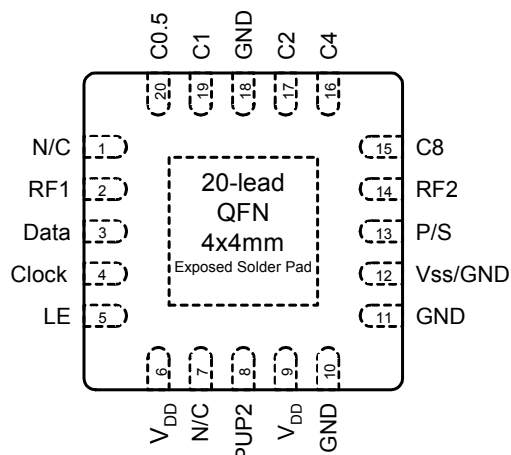 C0.5
C1
GND
C2
C4
20
19
18
17
16
N/C
1
RF1
2
Data
3
Clock
4
LE
5
20-lead
QFN
4x4mm
Exposed Solder Pad
15
C8
14
RF2
13
P/S
12
Vss/GND
11
GND
6
7
8
9
10
VDD
N/C
PUP2
VDD
GND